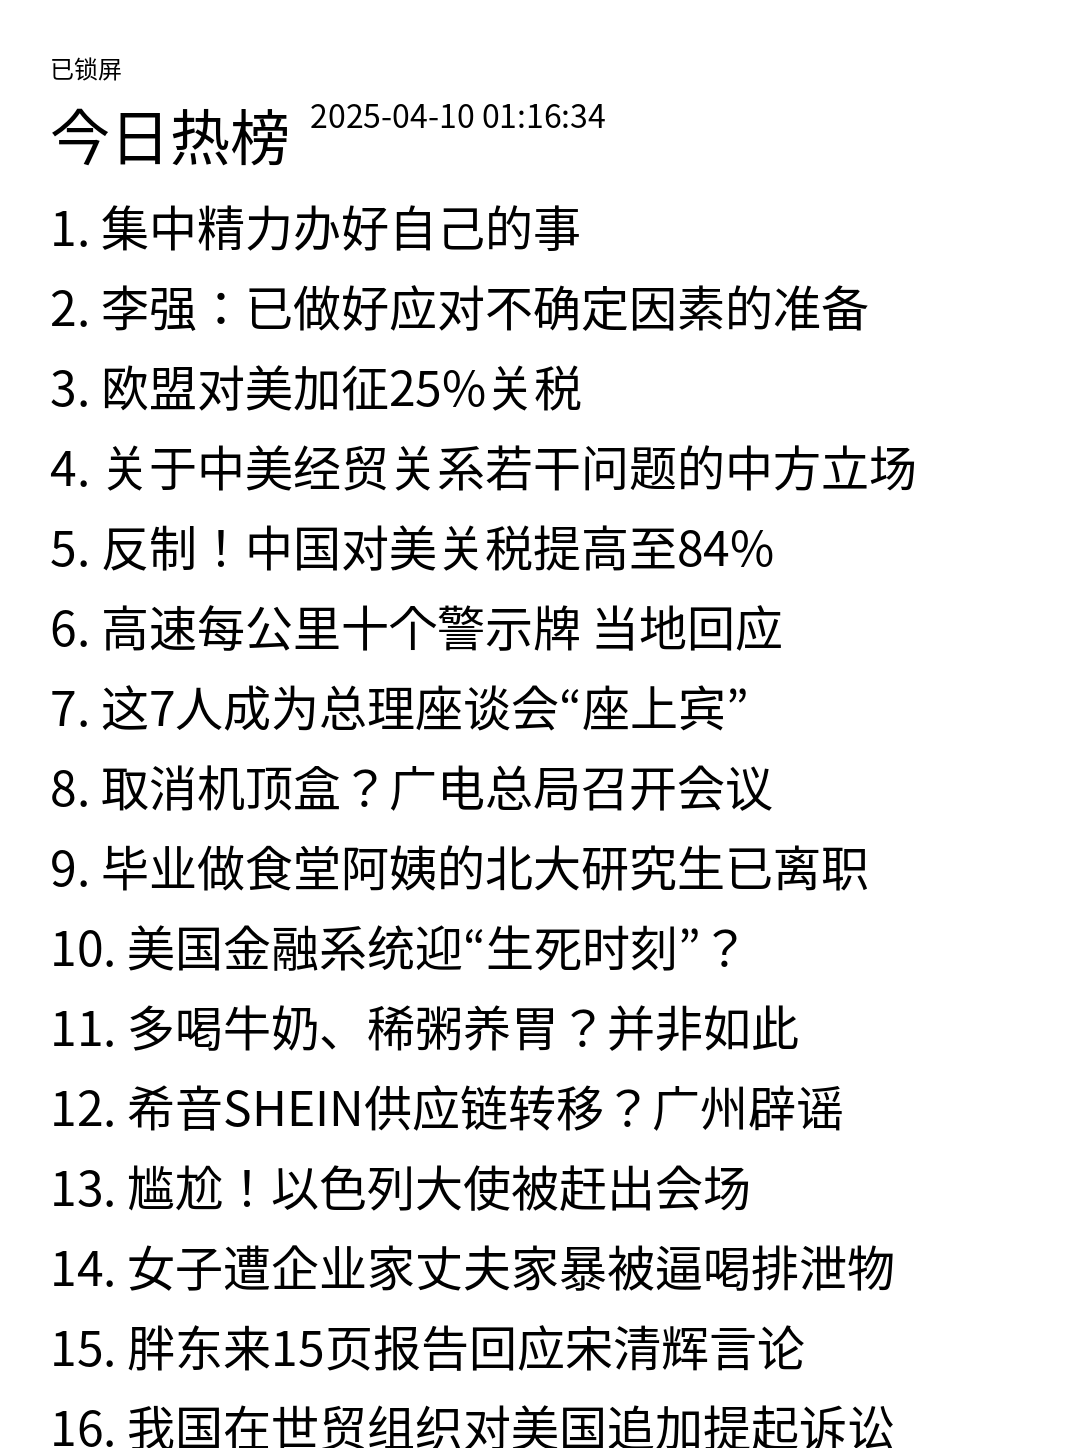 已锁屏
今日热榜 2025-04-10 01:16:34
1. 集中精力办好自己的事
2. 李强：已做好应对不确定因素的准备
3. 欧盟对美加征25%关税
4. 关于中美经贸关系若干问题的中方立场
5. 反制！中国对美关税提高至84%
6. 高速每公里十个警示牌 当地回应
7. 这7人成为总理座谈会“座上宾”
8. 取消机顶盒？广电总局召开会议
9. 毕业做食堂阿姨的北大研究生已离职
10. 美国金融系统迎“生死时刻”？
11. 多喝牛奶、稀粥养胃？并非如此
12. 希音SHEIN供应链转移？广州辟谣
13. 尴尬！以色列大使被赶出会场
14. 女子遭企业家丈夫家暴被逼喝排泄物
15. 胖东来15页报告回应宋清辉言论
16. 我国在世贸组织对美国追加提起诉讼